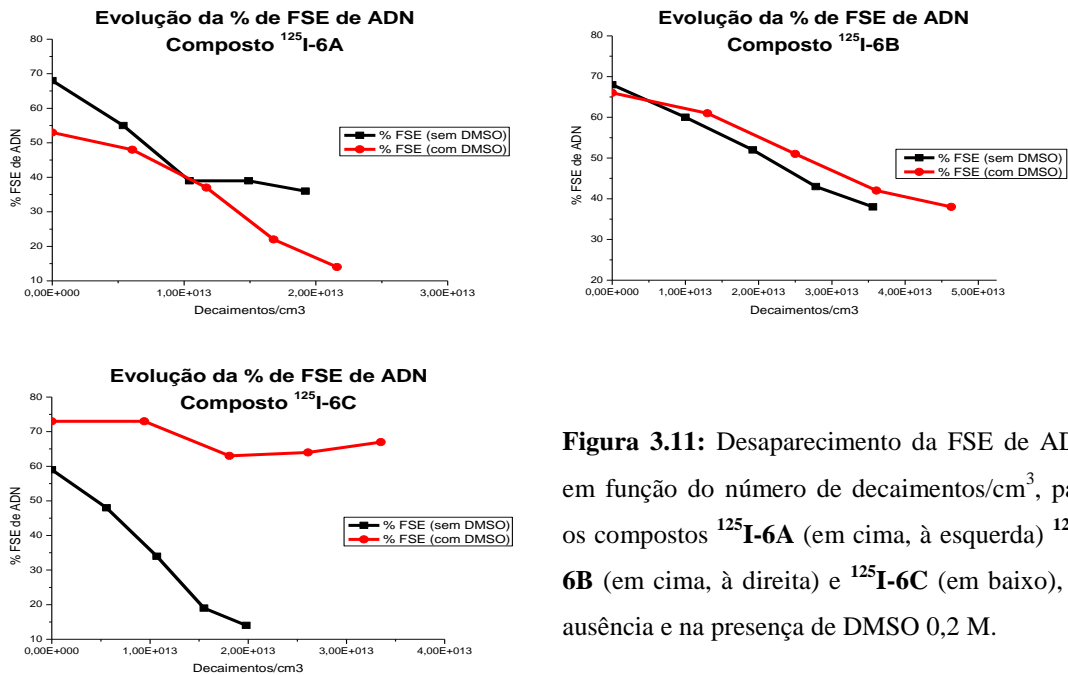 Evolução da % de FSE de ADN
Composto ¹²⁵I-6A
% FSE de ADN
80
70
60
50
40
30
20
10
% FSE (sem DMSO)
% FSE (com DMSO)
0,00E+000 1,00E+013 2,00E+013 3,00E+013
Decaimentos/cm3
Evolução da % de FSE de ADN
Composto ¹²⁵I-6B
% FSE de ADN
80
70
60
50
40
30
20
% FSE (sem DMSO)
% FSE (com DMSO)
0,00E+000 1,00E+013 2,00E+013 3,00E+013 4,00E+013 5,00E+013
Decaimentos/cm3
Evolução da % de FSE de ADN
Composto ¹²⁵I-6C
% FSE de ADN
80
70
60
50
40
30
20
10
% FSE (sem DMSO)
% FSE (com DMSO)
0,00E+000 1,00E+013 2,00E+013 3,00E+013 4,00E+013
Decaimentos/cm3
Figura 3.11: Desaparecimento da FSE de AD
em função do número de decaimentos/cm³, pa
os compostos ¹²⁵I-6A (em cima, à esquerda) ¹²
6B (em cima, à direita) e ¹²⁵I-6C (em baixo),
ausência e na presença de DMSO 0,2 M.